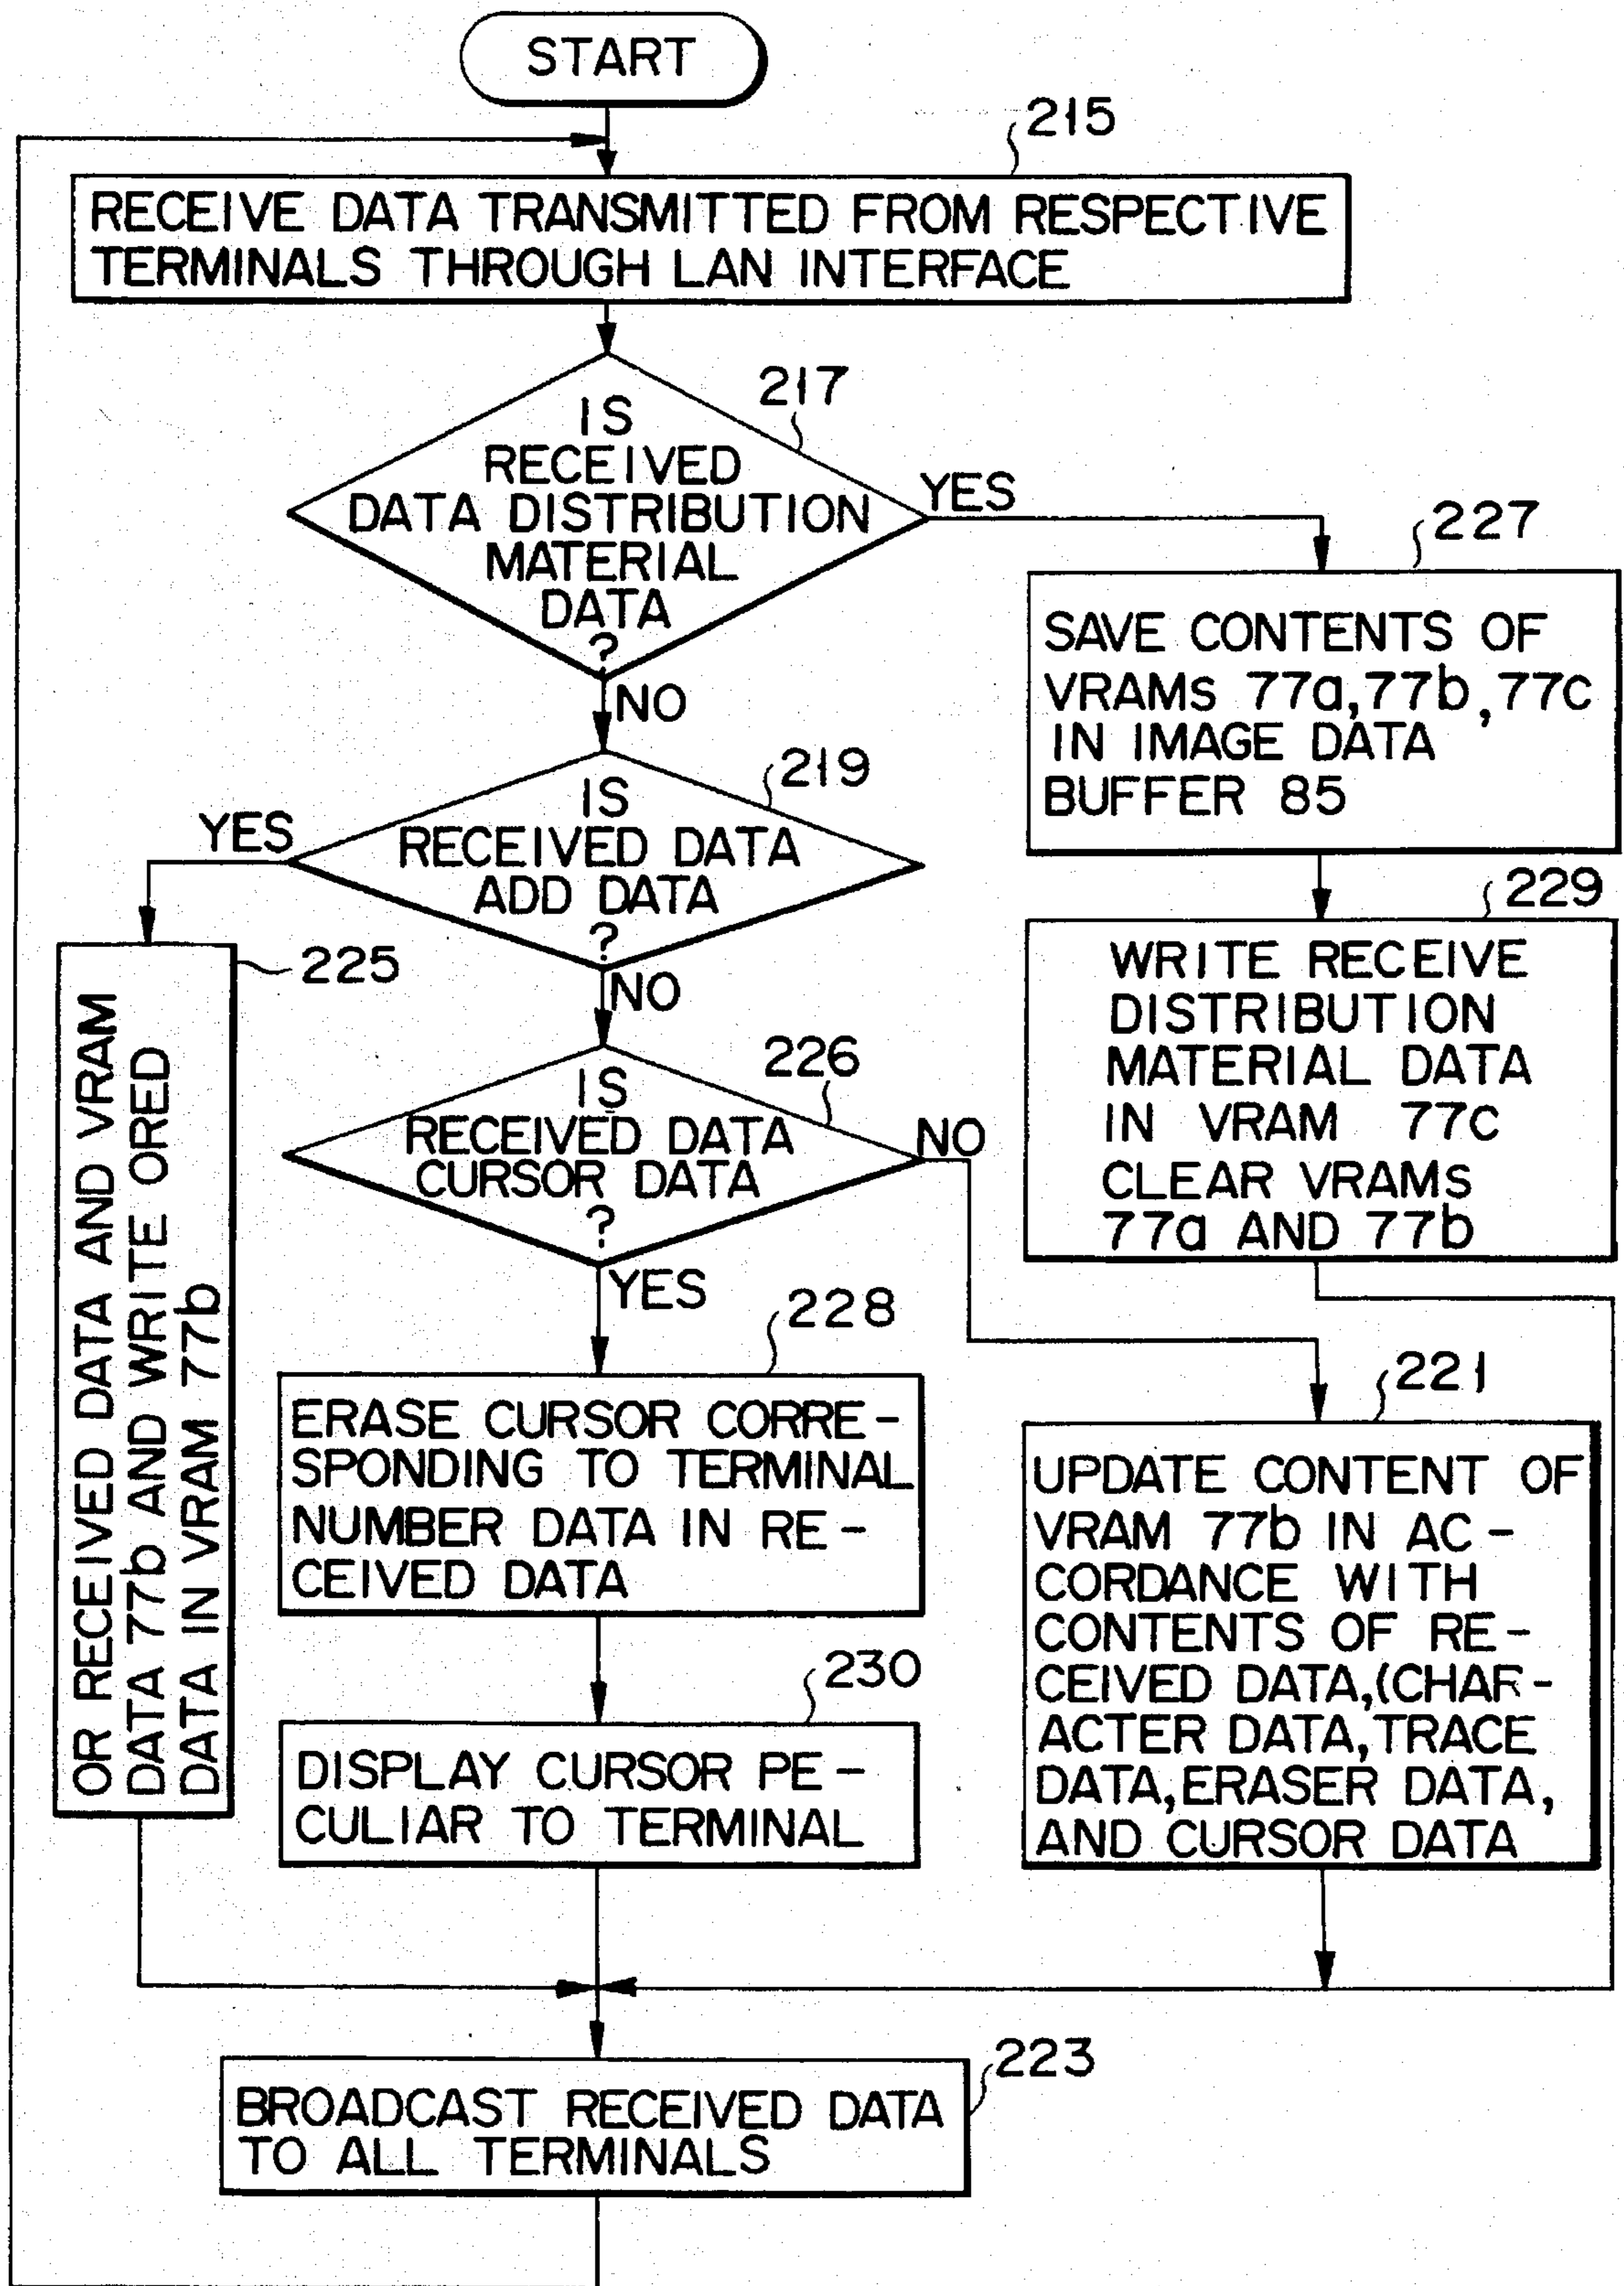 START
215
RECEIVE DATA TRANSMITTED FROM RESPECTIVE
TERMINALS THROUGH LAN INTERFACE
217
IS
RECEIVED
DATA DISTRIBUTION
MATERIAL
DATA
?
YES
NO
227
SAVE CONTENTS OF
VRAMs 77a,77b,77c
IN IMAGE DATA
BUFFER 85
219
IS
RECEIVED DATA
ADD DATA
?
YES
NO
229
WRITE RECEIVE
DISTRIBUTION
MATERIAL DATA
IN VRAM 77c
CLEAR VRAMs
77a AND 77b
225
OR RECEIVED DATA AND VRAM
DATA 77b AND WRITE ORED
DATA IN VRAM 77b
226
IS
RECEIVED DATA
CURSOR DATA
?
NO
YES
228
ERASE CURSOR CORRE-
SPONDING TO TERMINAL
NUMBER DATA IN RE-
CEIVED DATA
221
UPDATE CONTENT OF
VRAM 77b IN AC-
CORDANCE WITH
CONTENTS OF RE-
CEIVED DATA,(CHAR-
ACTER DATA,TRACE
DATA,ERASER DATA,
AND CURSOR DATA
230
DISPLAY CURSOR PE-
CULIAR TO TERMINAL
223
BROADCAST RECEIVED DATA
TO ALL TERMINALS